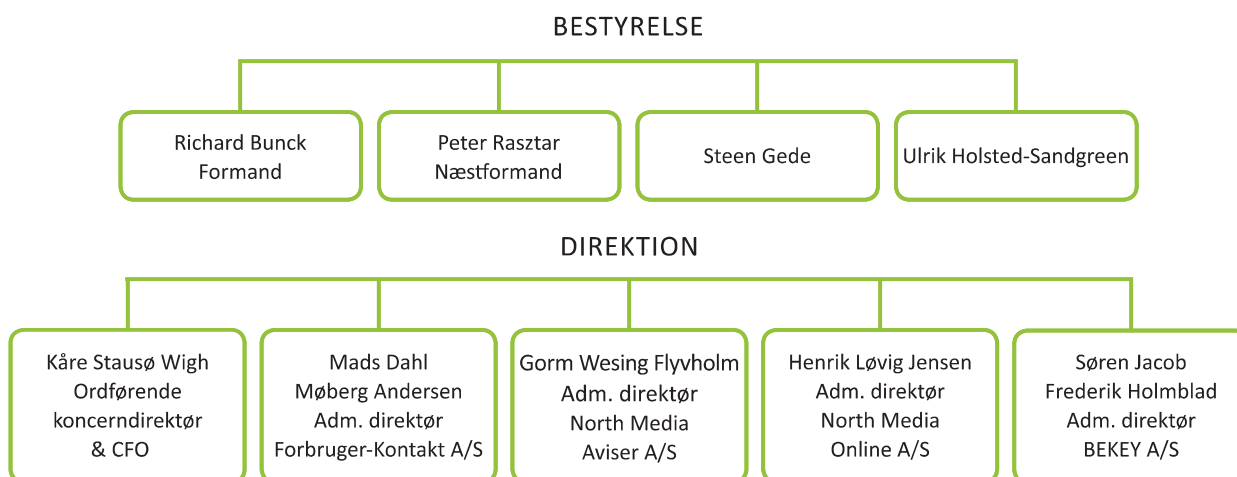 BESTYRELSE
Richard Bunck
Formand
Peter Rasztar
Næstformand
Steen Gede
Ulrik Holsted-Sandgreen
DIREKTION
Kåre Stausø Wigh
Ordførende
koncerndirektør
& CFO
Mads Dahl
Møberg Andersen
Adm. direktør
Forbruger-Kontakt A/S
Gorm Wesing Flyvholm
Adm. direktør
North Media
Aviser A/S
Henrik Løvig Jensen
Adm. direktør
North Media
Online A/S
Søren Jacob
Frederik Holmblad
Adm. direktør
BEKEY A/S